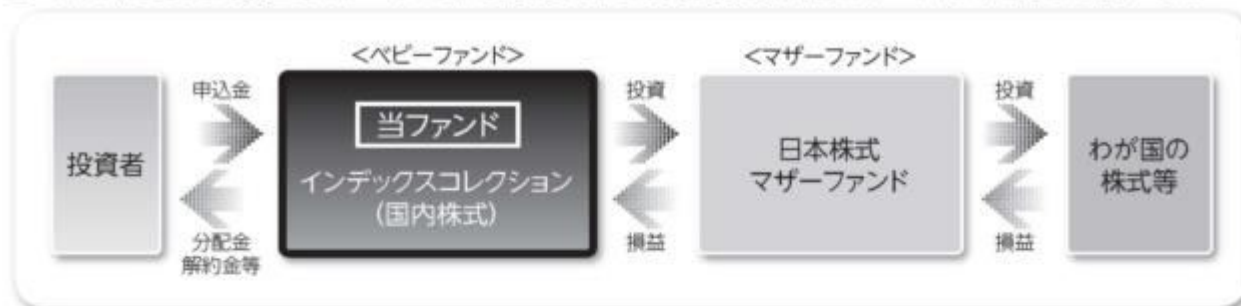 <ベビーファンド>
<マザーファンド>
投資者
申込金
分配金
解約金等
当ファンド
インデックスコレクション
(国内株式)
投資
損益
日本株式
マザーファンド
投資
損益
わが国の
株式等